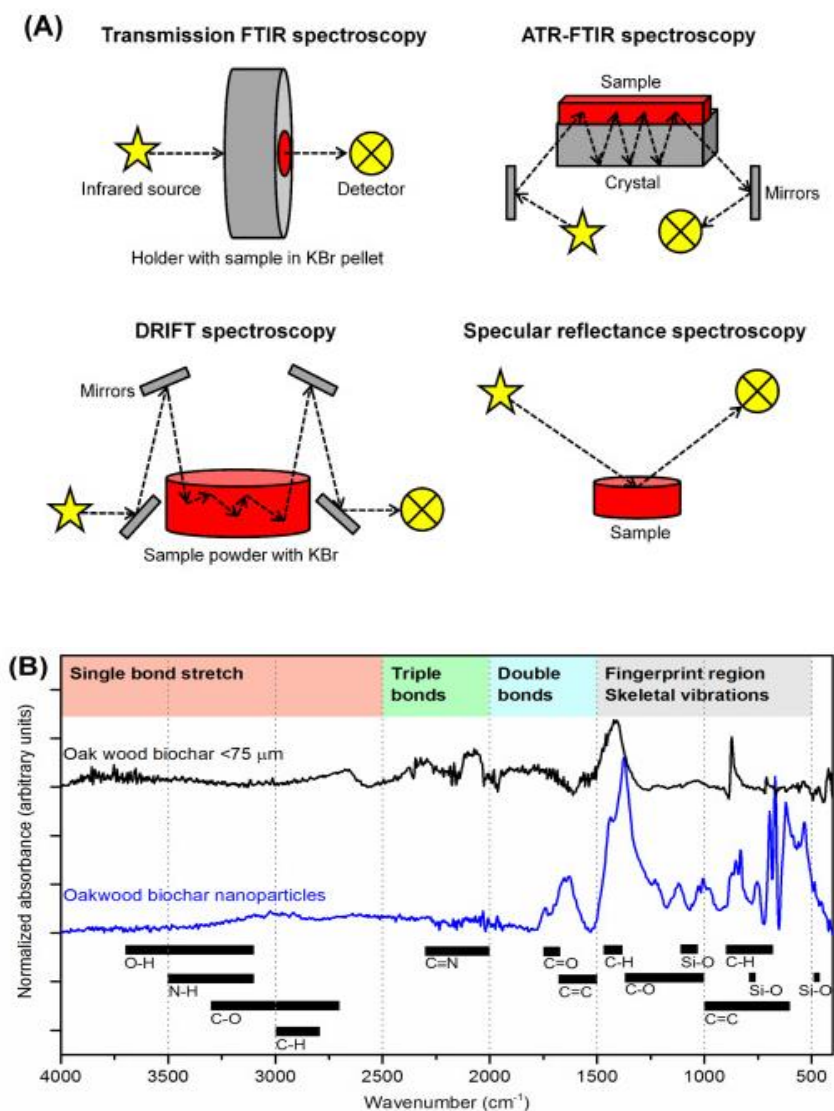 (A)
Transmission FTIR spectroscopy
Infrared source
Detector
Holder with sample in KBr pellet
ATR-FTIR spectroscopy
Sample
Crystal
Mirrors
DRIFT spectroscopy
Mirrors
Sample powder with KBr
Specular reflectance spectroscopy
Sample
(B)
Single bond stretch
Triple
bonds
Double
bonds
Fingerprint region
Skeletal vibrations
Oak wood biochar <75 μm
Oakwood biochar nanoparticles
O-H
N-H
C-O
C-H
C≡N
C=O
C=C
C-H
C-O
Si-O
C-H
Si-O
C=C
Si-O
Normalized absorbance (arbitrary units)
4000 3500 3000 2500 2000 1500 1000 500
Wavenumber (cm⁻¹)